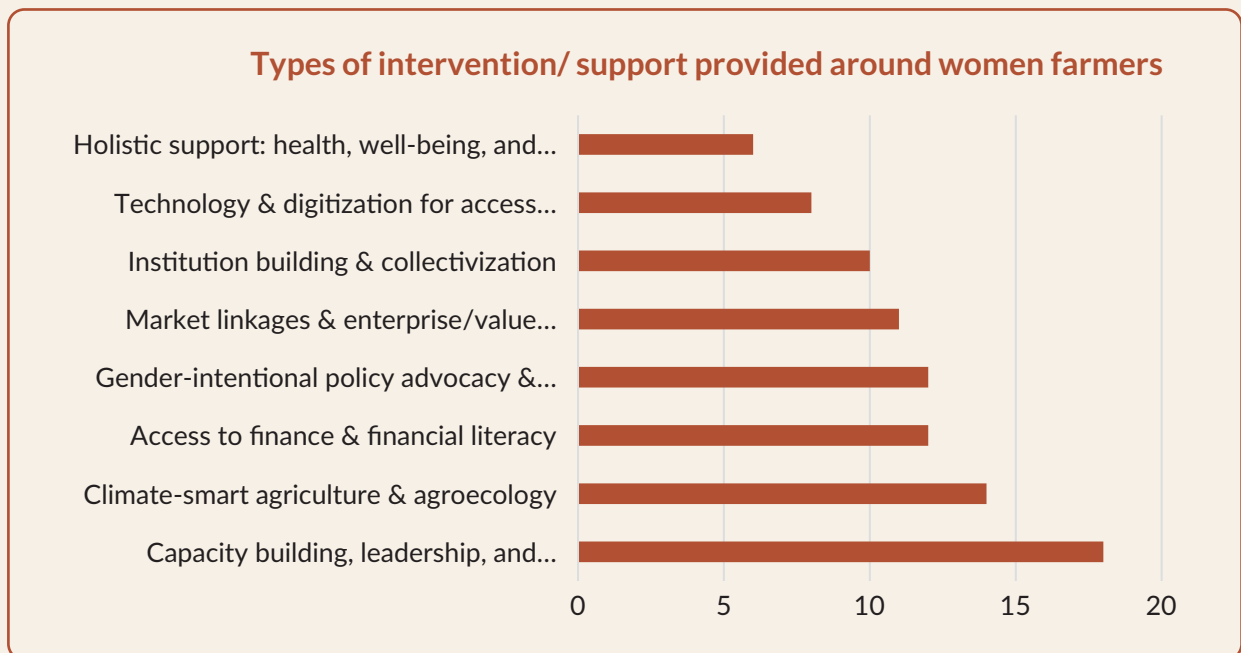 Types of intervention/ support provided around women farmers
Holistic support: health, well-being, and...
Technology & digitization for access...
Institution building & collectivization
Market linkages & enterprise/value...
Gender-intentional policy advocacy &...
Access to finance & financial literacy
Climate-smart agriculture & agroecology
Capacity building, leadership, and...
0 5 10 15 20